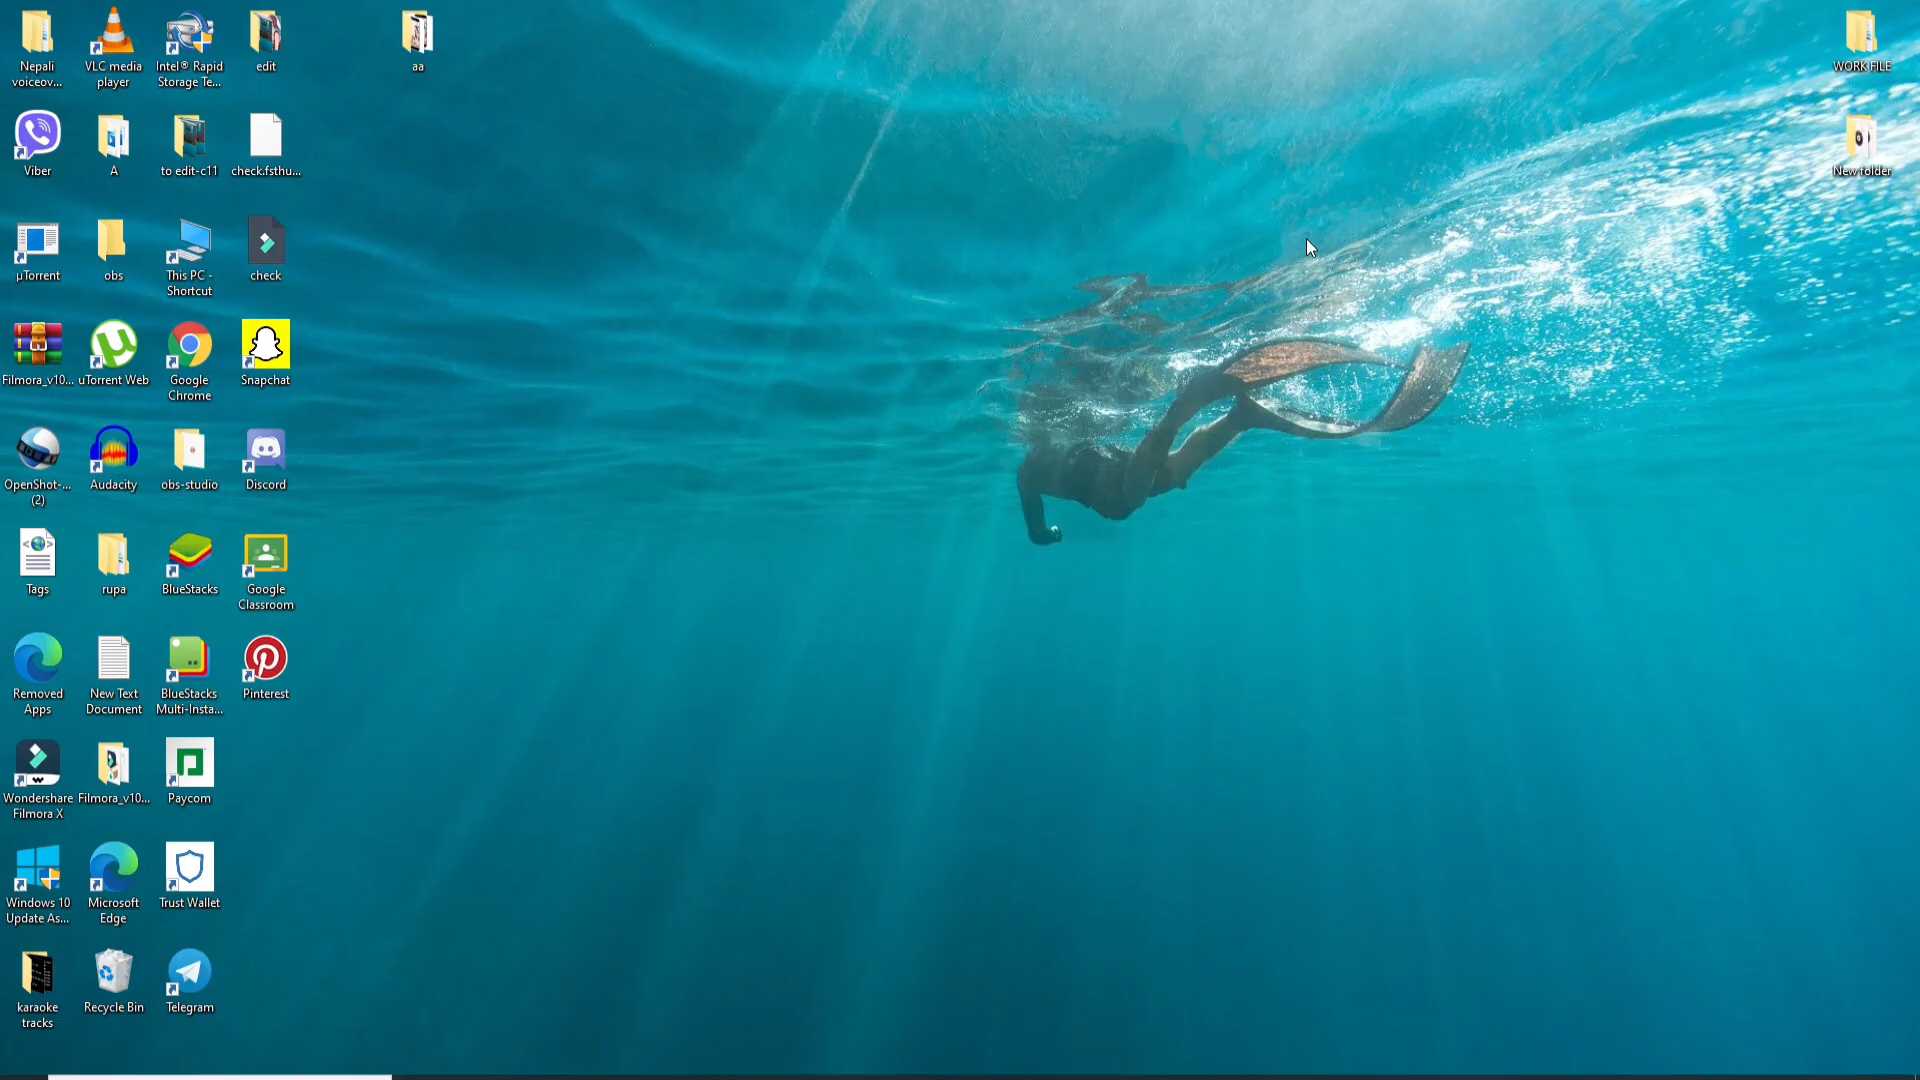 Nepali
voiceov...
VLC media
player
Intel® Rapid
Storage Te...
edit
aa
WORK FILE
Viber
A
to edit-c11
check.fsthu...
New folder
µTorrent
obs
This PC -
Shortcut
check
Filmora_v10...
uTorrent Web
Google
Chrome
Snapchat
OpenShot-...
(2)
Audacity
obs-studio
Discord
Tags
rupa
BlueStacks
Google
Classroom
Removed
Apps
New Text
Document
BlueStacks
Multi-Insta...
Pinterest
Wondershare
Filmora X
Filmora_v10...
Paycom
Windows 10
Update As...
Microsoft
Edge
Trust Wallet
karaoke
tracks
Recycle Bin
Telegram